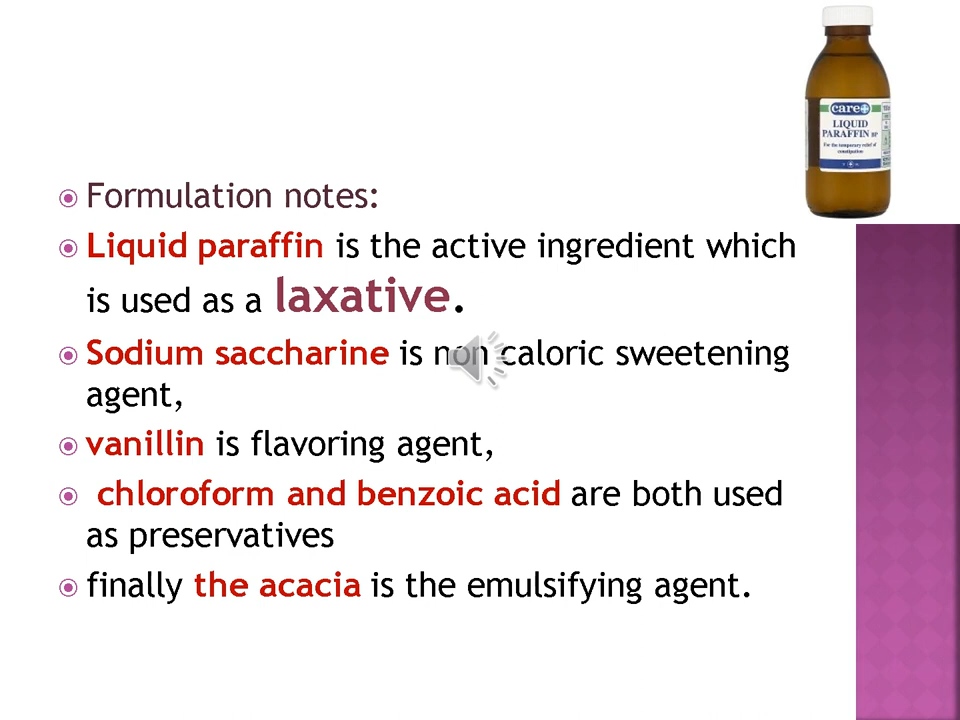 care+
LIQUID
PARAFFIN BP
For the temporary relief of
constipation
Formulation notes:
Liquid paraffin is the active ingredient which
is used as a laxative.
Sodium saccharine is non caloric sweetening
agent,
vanillin is flavoring agent,
chloroform and benzoic acid are both used
as preservatives
finally the acacia is the emulsifying agent.